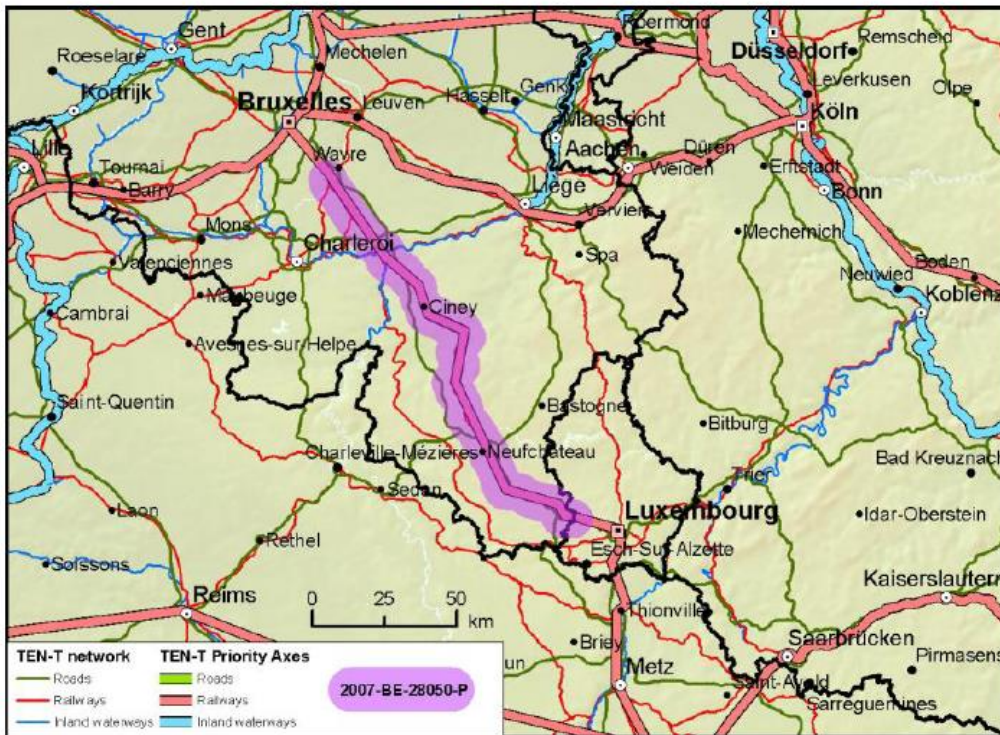 Gent
Roermond
Roeselare
Mechelen
Düsseldorf
Remscheid
Kortrijk
Bruxelles
Leuven
Hasselt
Genk
Leverkusen
Olpe
Köln
Lille
Maastricht
Aachen
Tournai
Barry
Wavre
Liège
Weiden
Düren
Erftstadt
Bonn
Verviers
Mons
Charleroi
Spa
Mechernich
Valenciennes
Maubeuge
Ciney
Neuwied
Boden
Koblenz
Cambrai
Avesnes-sur-Helpe
Saint-Quentin
Bastogne
Bitburg
Charleville-Mézières
Neufchâteau
Bad Kreuznach
Sedan
Trier
Laon
Luxembourg
Idar-Oberstein
Rethel
Soissons
Esch-Sur-Alzette
Kaiserslautern
Reims
0 25 50
km
Thionville
Briey
Saarbrücken
Pirmasens
Metz
Saint-Avold
Sarreguemines
TEN-T network
TEN-T Priority Axes
Roads
Roads
Railways
Railways
Inland waterways
Inland waterways
2007-BE-28050-P